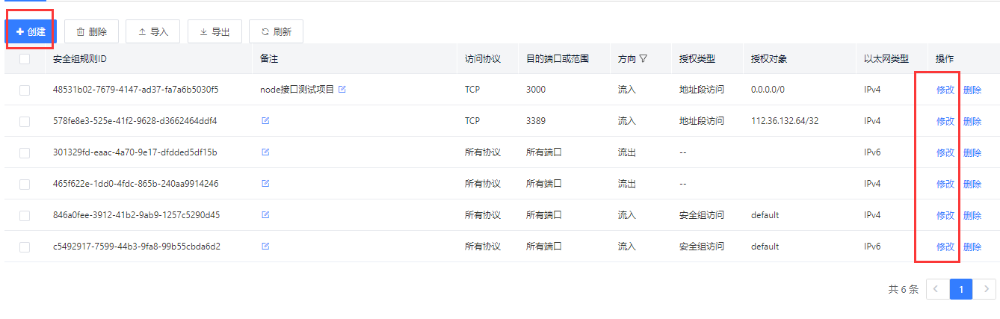 创建 删除 导入 导出 刷新
安全组规则ID 备注 访问协议 目的端口或范围 方向 授权类型 授权对象 以太网类型 操作
48531b02-7679-4147-ad37-fa7a6b5030f5 node接口测试项目 TCP 3000 流入 地址段访问 0.0.0.0/0 IPv4 修改 删除
578fe8e3-525e-41f2-9628-d3662464ddf4 TCP 3389 流入 地址段访问 112.36.132.64/32 IPv4 修改 删除
301329fd-eaac-4a70-9e17-dfdded5df15b 所有协议 所有端口 流出 -- IPv6 修改 删除
465f622e-1dd0-4fdc-865b-240aa9914246 所有协议 所有端口 流出 -- IPv4 修改 删除
846a0fee-3912-41b2-9ab9-1257c5290d45 所有协议 所有端口 流入 安全组访问 default IPv4 修改 删除
c5492917-7599-44b3-9fa8-99b55cbda6d2 所有协议 所有端口 流入 安全组访问 default IPv6 修改 删除
共 6 条 1